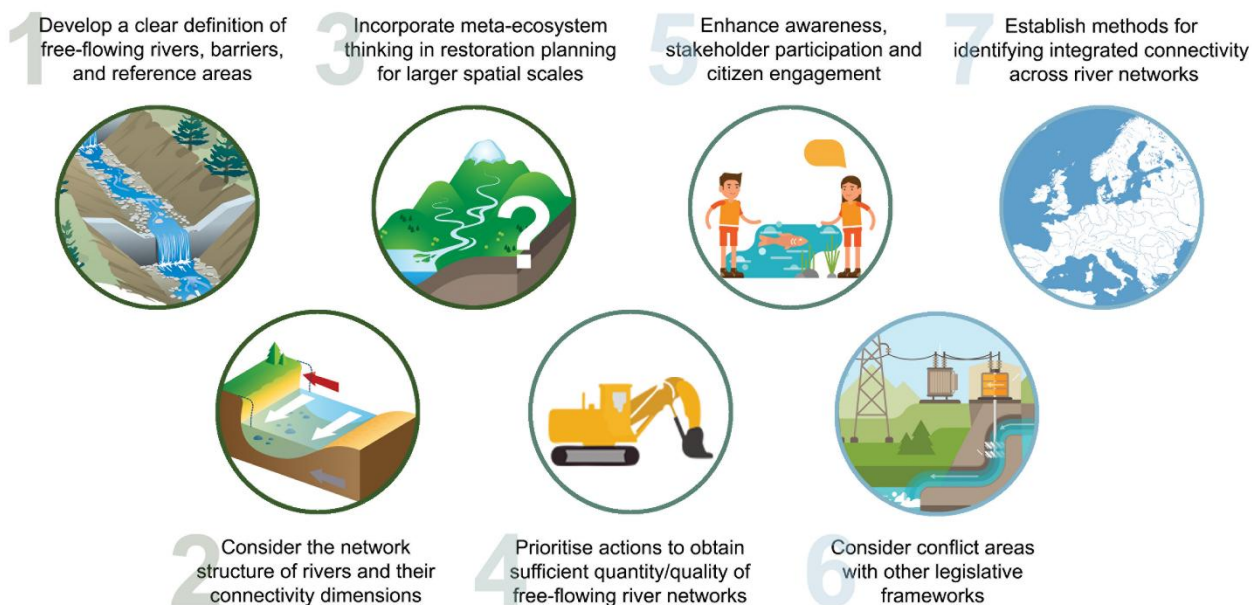 1
Develop a clear definition of
free-flowing rivers, barriers,
and reference areas
2
Consider the network
structure of rivers and their
connectivity dimensions
3
Incorporate meta-ecosystem
thinking in restoration planning
for larger spatial scales
?
4
Prioritise actions to obtain
sufficient quantity/quality of
free-flowing river networks
5
Enhance awareness,
stakeholder participation and
citizen engagement
6
Consider conflict areas
with other legislative
frameworks
7
Establish methods for
identifying integrated connectivity
across river networks